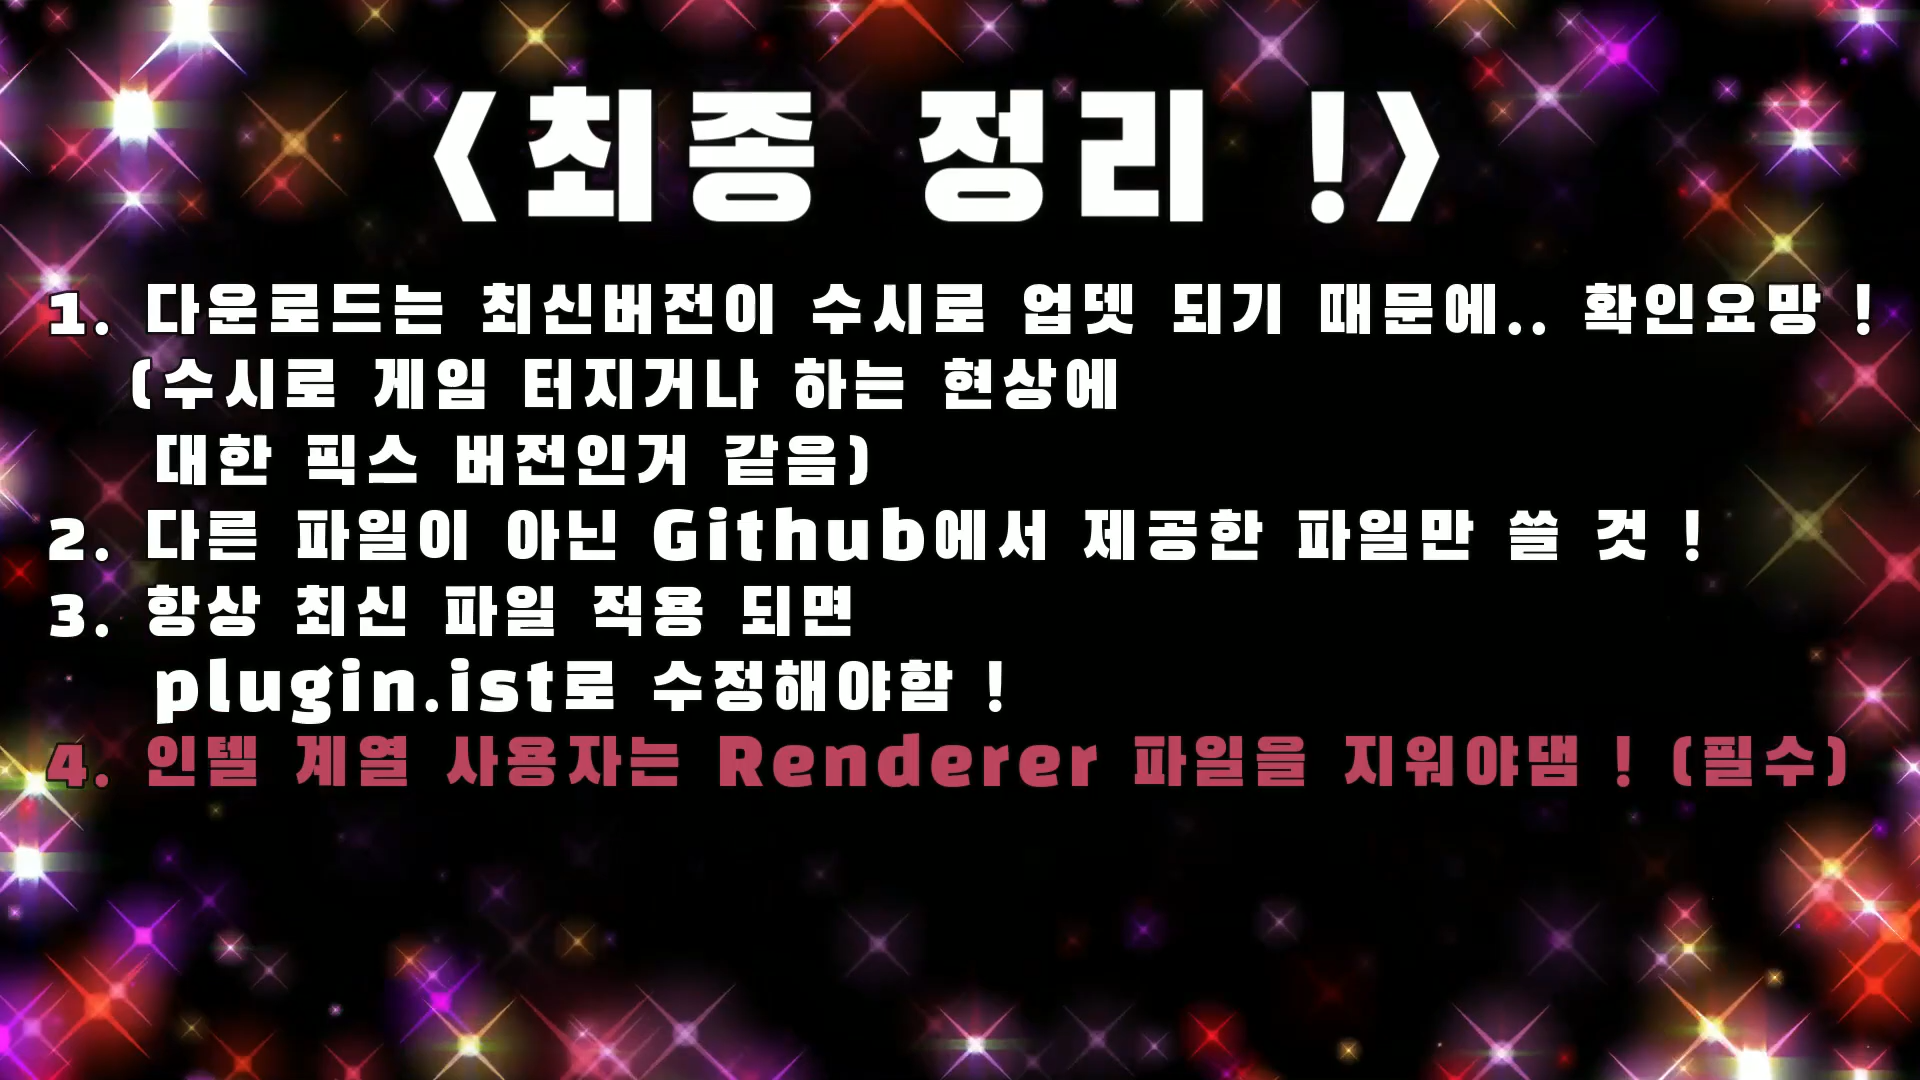 <최종 정리 !>
1. 다운로드는 최신버전이 수시로 업뎃 되기 때문에.. 확인요망 !
(수시로 게임 터지거나 하는 현상에
대한 픽스 버전인거 같음)
2. 다른 파일이 아닌 Github에서 제공한 파일만 쓸 것 !
3. 항상 최신 파일 적용 되면
plugin.ist로 수정해야함 !
4. 인텔 계열 사용자는 Renderer 파일을 지워야댐 ! (필수)